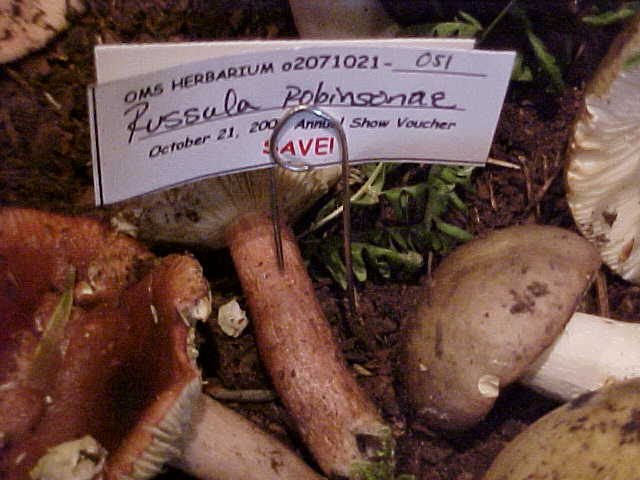 OMS HERBARIUM o2071021- 051
Russula Robinsonae
October 21, 200 Annual Show Voucher
SAVE!